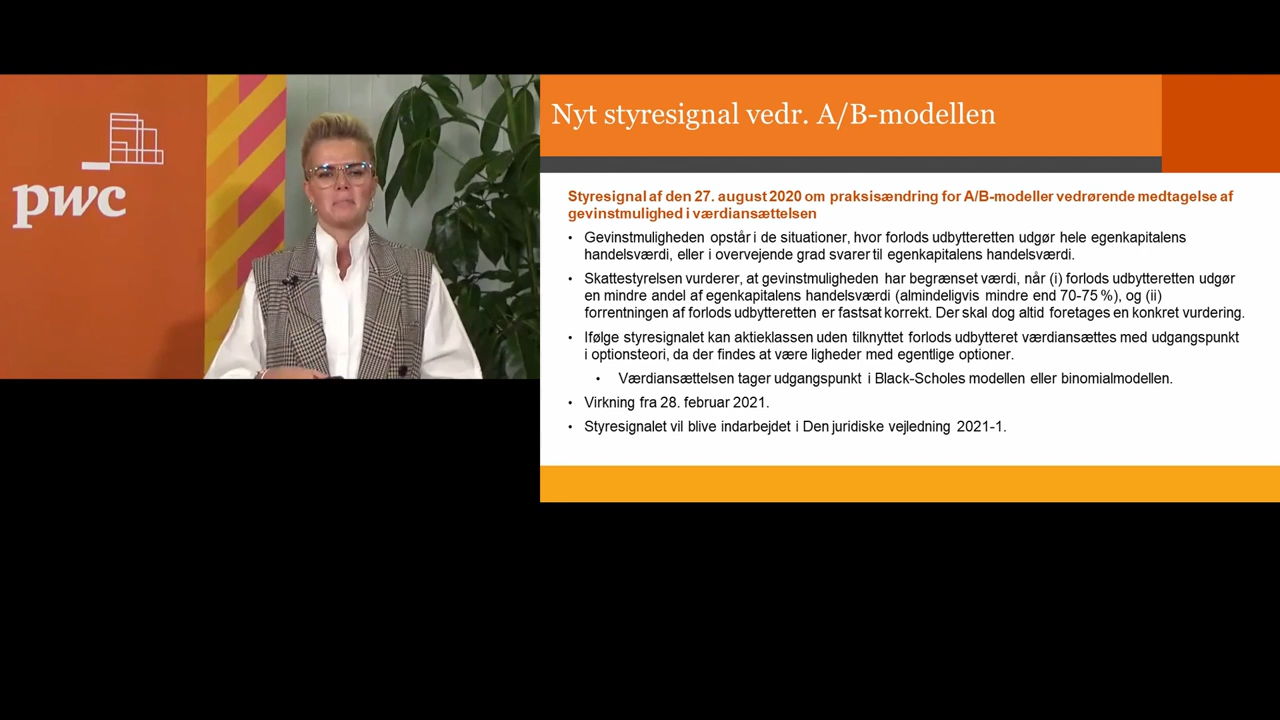 pwc
Nyt styresignal vedr. A/B-modellen
Styresignal af den 27. august 2020 om praksisændring for A/B-modeller vedrørende medtagelse af
gevinstmulighed i værdiansættelsen
• Gevinstmuligheden opstår i de situationer, hvor forlods udbytteretten udgør hele egenkapitalens
handelsværdi, eller i overvejende grad svarer til egenkapitalens handelsværdi.
• Skattestyrelsen vurderer, at gevinstmuligheden har begrænset værdi, når (i) forlods udbytteretten udgør
en mindre andel af egenkapitalens handelsværdi (almindeligvis mindre end 70-75 %), og (ii)
forrentningen af forlods udbytteretten er fastsat korrekt. Der skal dog altid foretages en konkret vurdering.
• Ifølge styresignalet kan aktieklassen uden tilknyttet forlods udbytteret værdiansættes med udgangspunkt
i optionsteori, da der findes at være ligheder med egentlige optioner.
• Værdiansættelsen tager udgangspunkt i Black-Scholes modellen eller binomialmodellen.
• Virkning fra 28. februar 2021.
• Styresignalet vil blive indarbejdet i Den juridiske vejledning 2021-1.